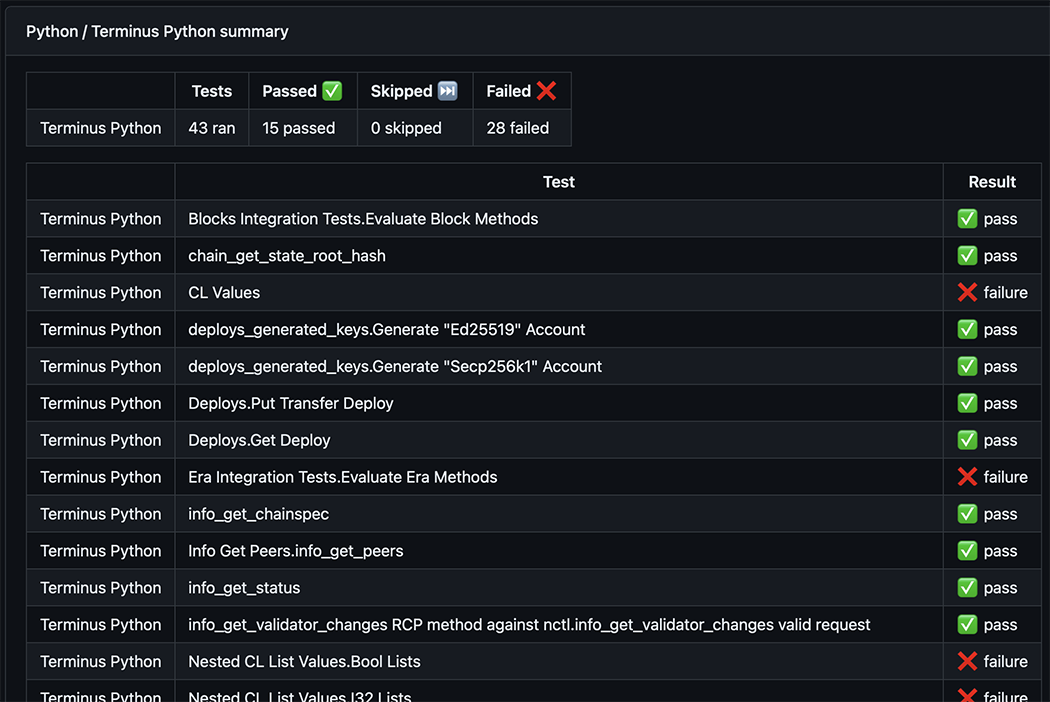 Python / Terminus Python summary
Tests Passed ✅ Skipped ⏭️ Failed ❌
Terminus Python 43 ran 15 passed 0 skipped 28 failed
Test Result
Terminus Python Blocks Integration Tests.Evaluate Block Methods ✅ pass
Terminus Python chain_get_state_root_hash ✅ pass
Terminus Python CL Values ❌ failure
Terminus Python deploys_generated_keys.Generate "Ed25519" Account ✅ pass
Terminus Python deploys_generated_keys.Generate "Secp256k1" Account ✅ pass
Terminus Python Deploys.Put Transfer Deploy ✅ pass
Terminus Python Deploys.Get Deploy ✅ pass
Terminus Python Era Integration Tests.Evaluate Era Methods ❌ failure
Terminus Python info_get_chainspec ✅ pass
Terminus Python Info Get Peers.info_get_peers ✅ pass
Terminus Python info_get_status ✅ pass
Terminus Python info_get_validator_changes RCP method against nctl.info_get_validator_changes valid request ✅ pass
Terminus Python Nested CL List Values.Bool Lists ❌ failure
Terminus Python Nested CL List Values.I32 Lists ❌ failure